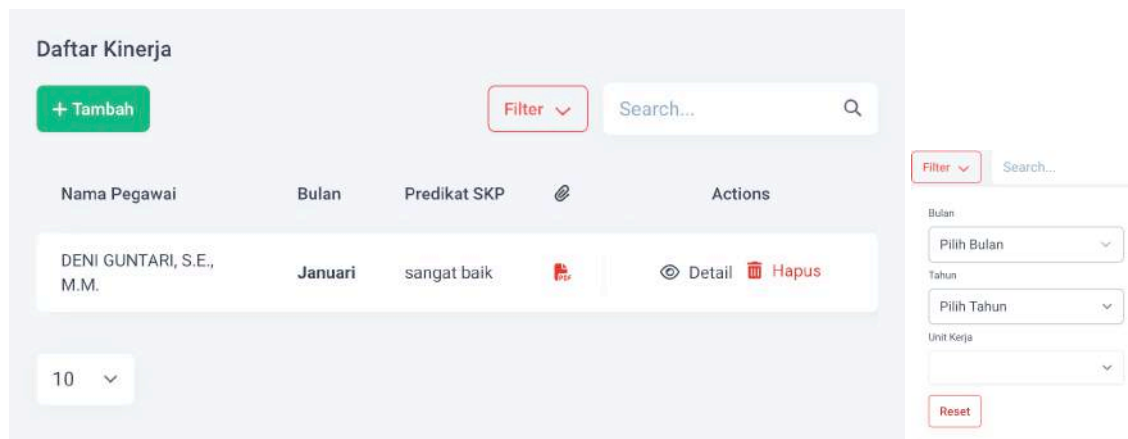 Daftar Kinerja
+ Tambah
Filter
Search...
Nama Pegawai Bulan Predikat SKP Actions
DENI GUNTARI, S.E.,
M.M.
Januari sangat baik PDF Detail Hapus
10
Filter Search...
Bulan
Pilih Bulan
Tahun
Pilih Tahun
Unit Kerja
Reset